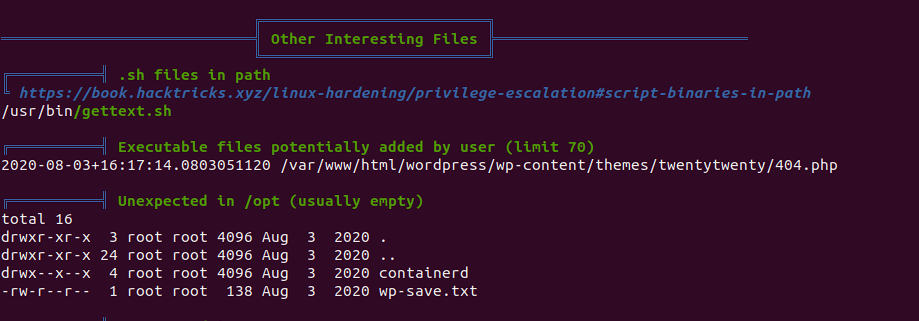 Other Interesting Files
.sh files in path
https://book.hacktricks.xyz/linux-hardening/privilege-escalation#script-binaries-in-path
/usr/bin/gettext.sh
Executable files potentially added by user (limit 70)
2020-08-03+16:17:14.0803051120 /var/www/html/wordpress/wp-content/themes/twentytwenty/404.php
Unexpected in /opt (usually empty)
total 16
drwxr-xr-x  3 root root 4096 Aug  3  2020 .
drwxr-xr-x 24 root root 4096 Aug  3  2020 ..
drwx--x--x  4 root root 4096 Aug  3  2020 containerd
-rw-r--r--  1 root root  138 Aug  3  2020 wp-save.txt